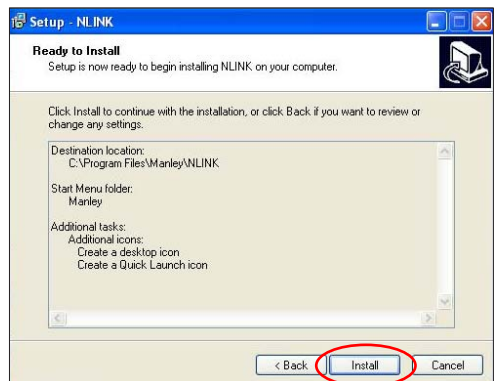 Setup - NLINK
Ready to Install
Setup is now ready to begin installing NLINK on your computer.
Click Install to continue with the installation, or click Back if you want to review or
change any settings.
Destination location:
C:\Program Files\Manley\NLINK
Start Menu folder:
Manley
Additional tasks:
Additional icons:
Create a desktop icon
Create a Quick Launch icon
< Back
Install
Cancel